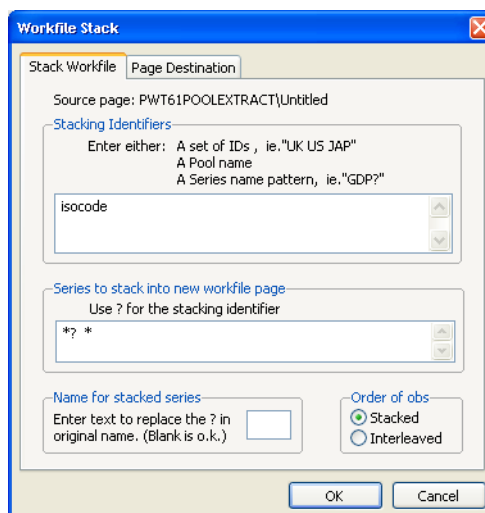 Workfile Stack
Stack Workfile Page Destination
Source page: PWT61POOLEXTRACT\Untitled
Stacking Identifiers
Enter either: A set of IDs , ie."UK US JAP"
A Pool name
A Series name pattern, ie."GDP?"
isocode
Series to stack into new workfile page
Use ? for the stacking identifier
*? *
Name for stacked series
Enter text to replace the ? in
original name. (Blank is o.k.)
Order of obs
Stacked
Interleaved
OK Cancel